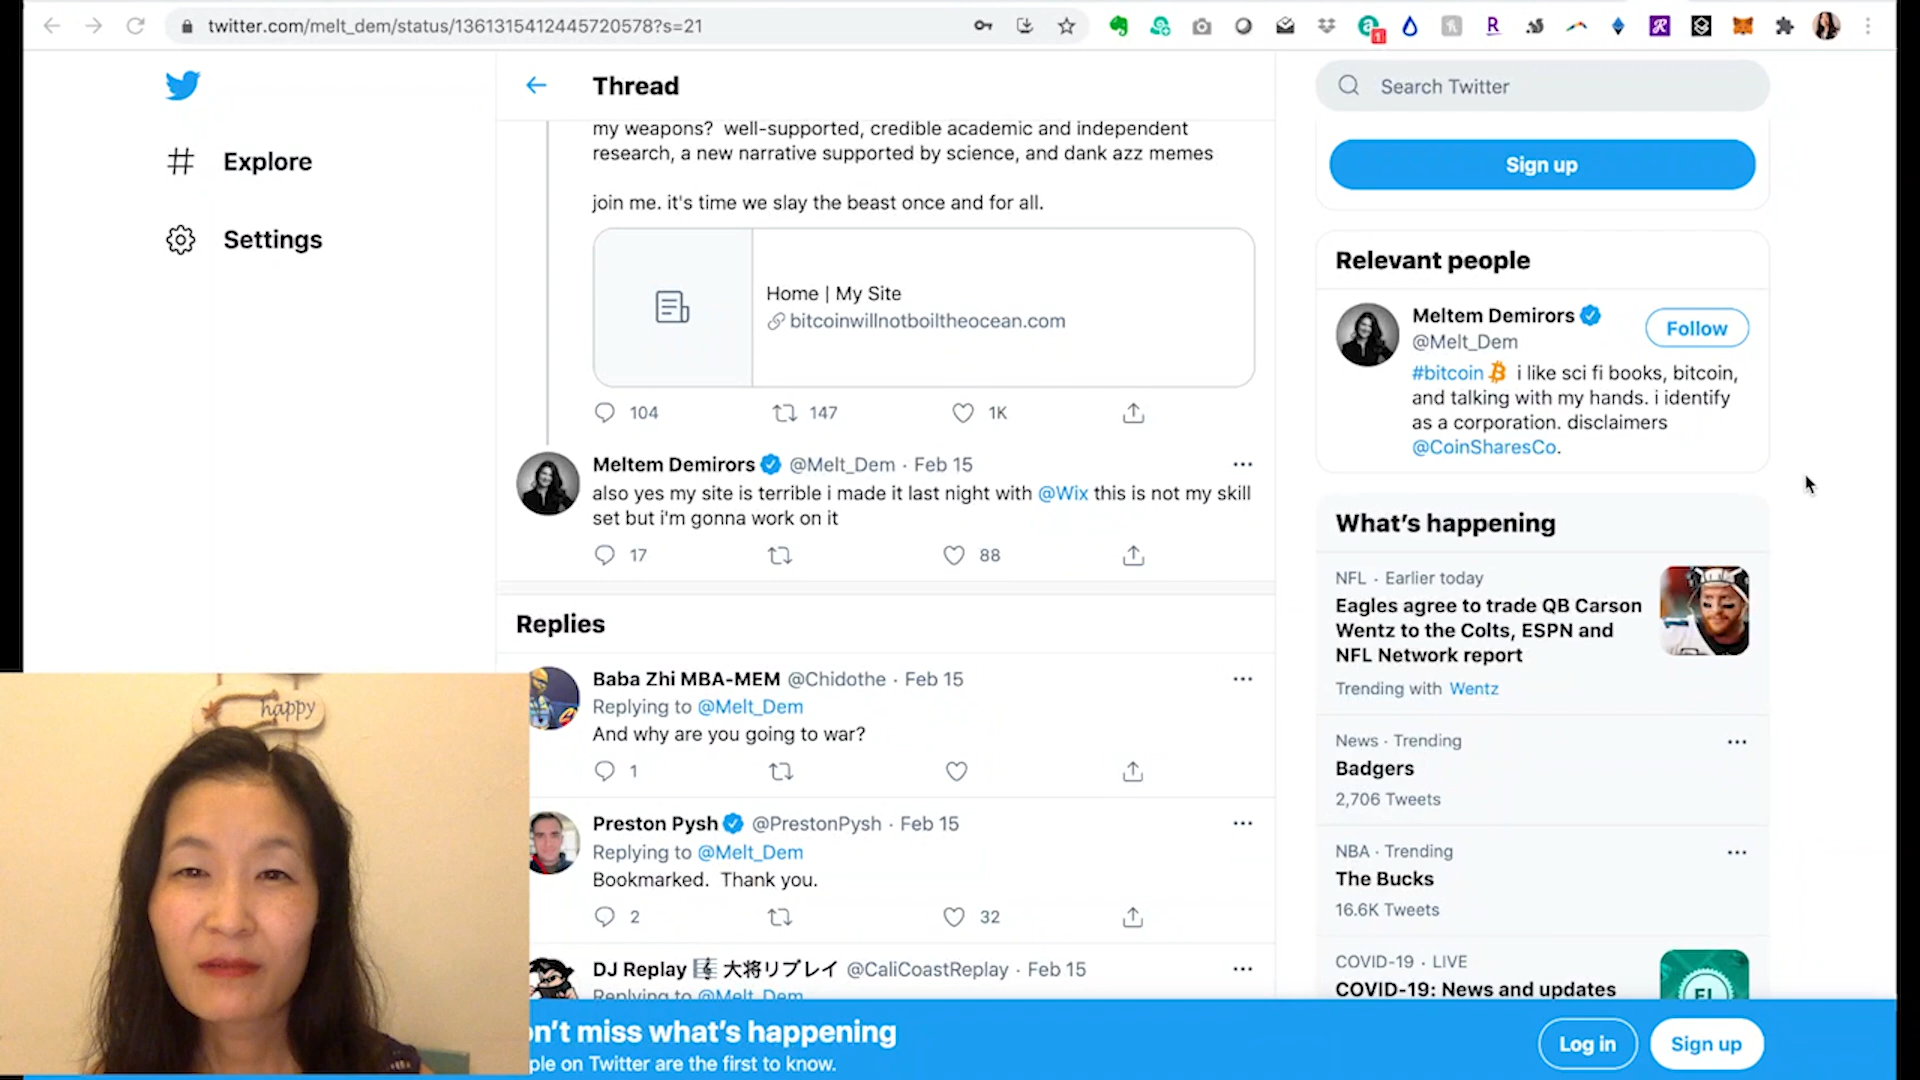 twitter.com/melt_dem/status/1361315412445720578?s=21
Explore
Settings
Thread
my weapons? well-supported, credible academic and independent
research, a new narrative supported by science, and dank azz memes
join me. it's time we slay the beast once and for all.
Home | My Site
bitcoinwillnotboiltheocean.com
104 147 1K
Meltem Demirors @Melt_Dem · Feb 15
also yes my site is terrible i made it last night with @Wix this is not my skill
set but i'm gonna work on it
17 88
Replies
Baba Zhi MBA-MEM @Chidothe · Feb 15
Replying to @Melt_Dem
And why are you going to war?
1
Preston Pysh @PrestonPysh · Feb 15
Replying to @Melt_Dem
Bookmarked. Thank you.
2 32
DJ Replay 🎼 大将リプレイ @CaliCoastReplay · Feb 15
Replying to @Melt_Dem
Search Twitter
Sign up
Relevant people
Meltem Demirors
@Melt_Dem
Follow
#bitcoin i like sci fi books, bitcoin,
and talking with my hands. i identify
as a corporation. disclaimers
@CoinSharesCo.
What's happening
NFL · Earlier today
Eagles agree to trade QB Carson
Wentz to the Colts, ESPN and
NFL Network report
Trending with Wentz
News · Trending
Badgers
2,706 Tweets
NBA · Trending
The Bucks
16.6K Tweets
COVID-19 · LIVE
COVID-19: News and updates
on't miss what's happening
ple on Twitter are the first to know.
Log in
Sign up
happy